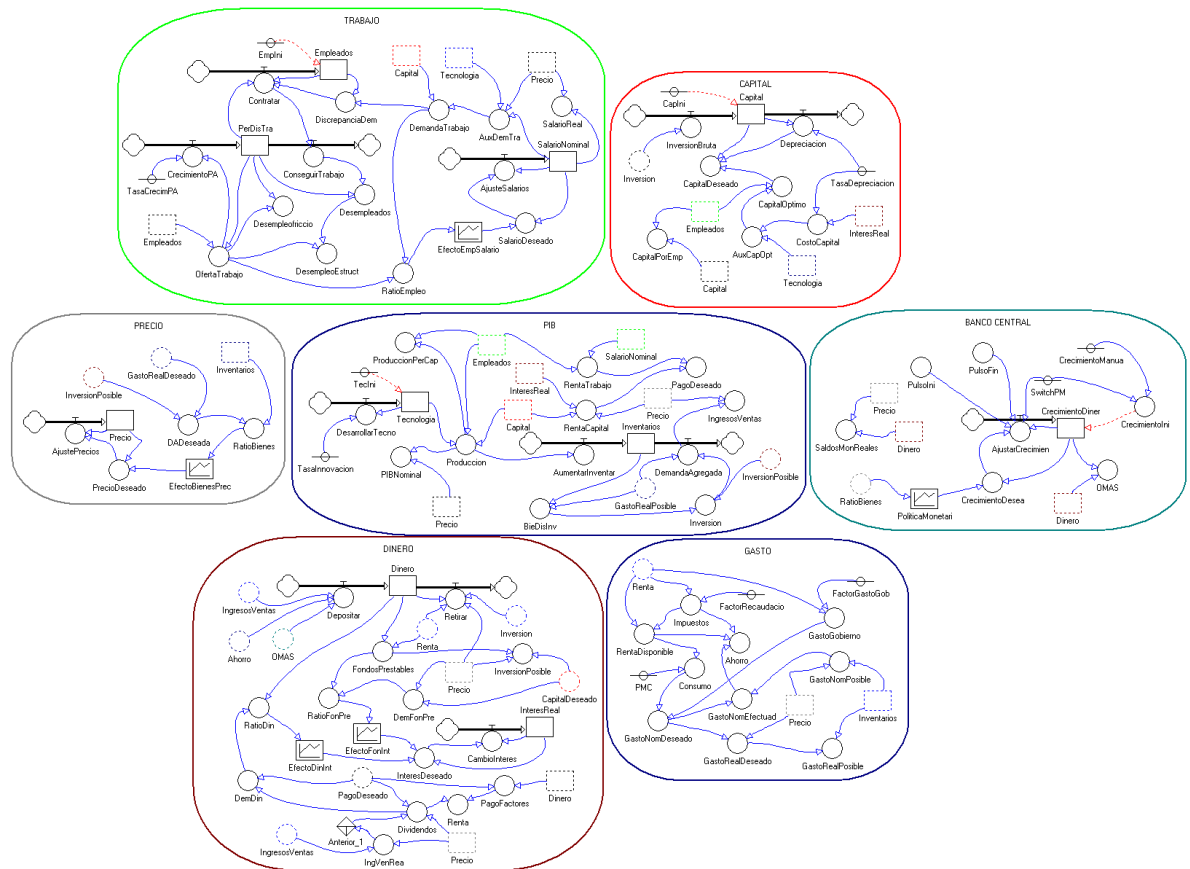 TRABAJO
EmpIni
Empleados
Capital
Tecnologia
Precio
Contratar
DiscrepanciaDem
DemandaTrabajo
AuxDemTra
SalarioReal
PerDisTra
SalarioNominal
CrecimientoPA
ConseguirTrabajo
AjusteSalarios
TasaCrecimPA
Desempleofriccio
Desempleados
Empleados
EfectoEmpSalario
SalarioDeseado
OfertaTrabajo
DesempleoEstruct
RatioEmpleo
CAPITAL
CapIni
Capital
InversionBruta
Depreciacion
Inversion
CapitalDeseado
TasaDepreciacion
CapitalOptimo
Empleados
InteresReal
CapitalPorEmp
AuxCapOpt
CostoCapital
Capital
Tecnologia
PRECIO
GastoRealDeseado
Inventarios
InversionPosible
Precio
DADeseada
AjustePrecios
RatioBienes
PrecioDeseado
EfectoBienesPrec
PIB
ProduccionPerCap
Empleados
SalarioNominal
TecIni
InteresReal
RentaTrabajo
PagoDeseado
Tecnologia
Capital
RentaCapital
Precio
IngresosVentas
DesarrollarTecno
Inventarios
TasaInnovacion
PIBNominal
Produccion
AumentarInventar
DemandaAgregada
InversionPosible
GastoRealPosible
Precio
BieDisInv
Inversion
BANCO CENTRAL
PulsoIni
PulsoFin
CrecimientoManua
SwitchPM
Precio
CrecimientoDiner
CrecimientoIni
SaldosMonReales
Dinero
AjustarCrecimien
RatioBienes
PoliticaMonetari
CrecimientoDesea
OMAS
Dinero
DINERO
Dinero
IngresosVentas
Depositar
Retirar
Inversion
Ahorro
OMAS
Renta
FondosPrestables
InversionPosible
Precio
CapitalDeseado
RatioDin
RatioFonPre
DemFonPre
InteresReal
EfectoDinInt
EfectoFonInt
InteresDeseado
CambioInteres
DemDin
PagoDeseado
PagoFactores
Dinero
Dividendos
Renta
Anterior_1
IngresosVentas
IngVenRea
Precio
GASTO
Renta
FactorRecaudacio
FactorGastoGob
Impuestos
GastoGobierno
RentaDisponible
Ahorro
PMC
Consumo
GastoNomPosible
GastoNomEfectuad
Precio
Inventarios
GastoNomDeseado
GastoRealDeseado
GastoRealPosible